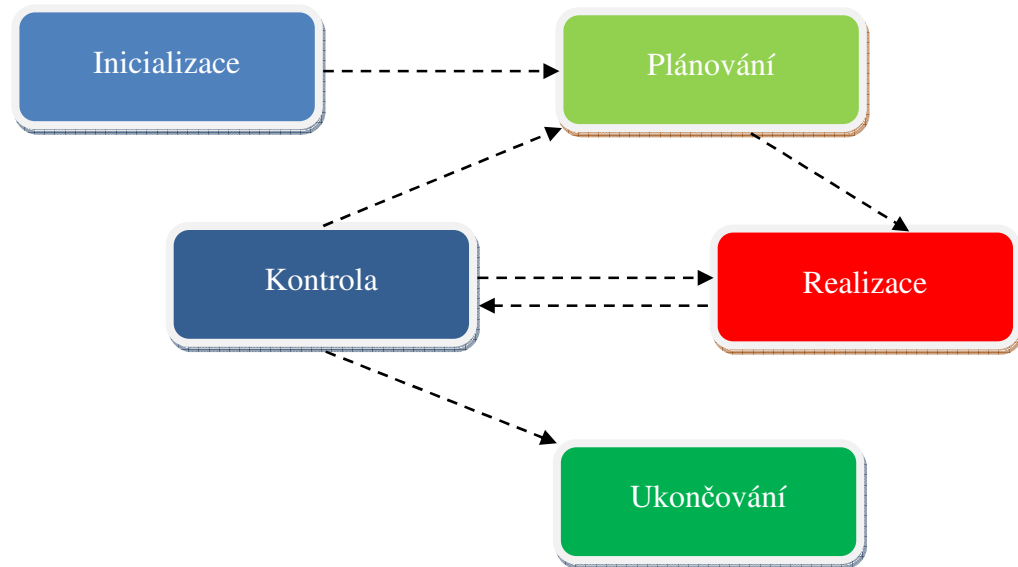 Inicializace
Plánování
Kontrola
Realizace
Ukončování